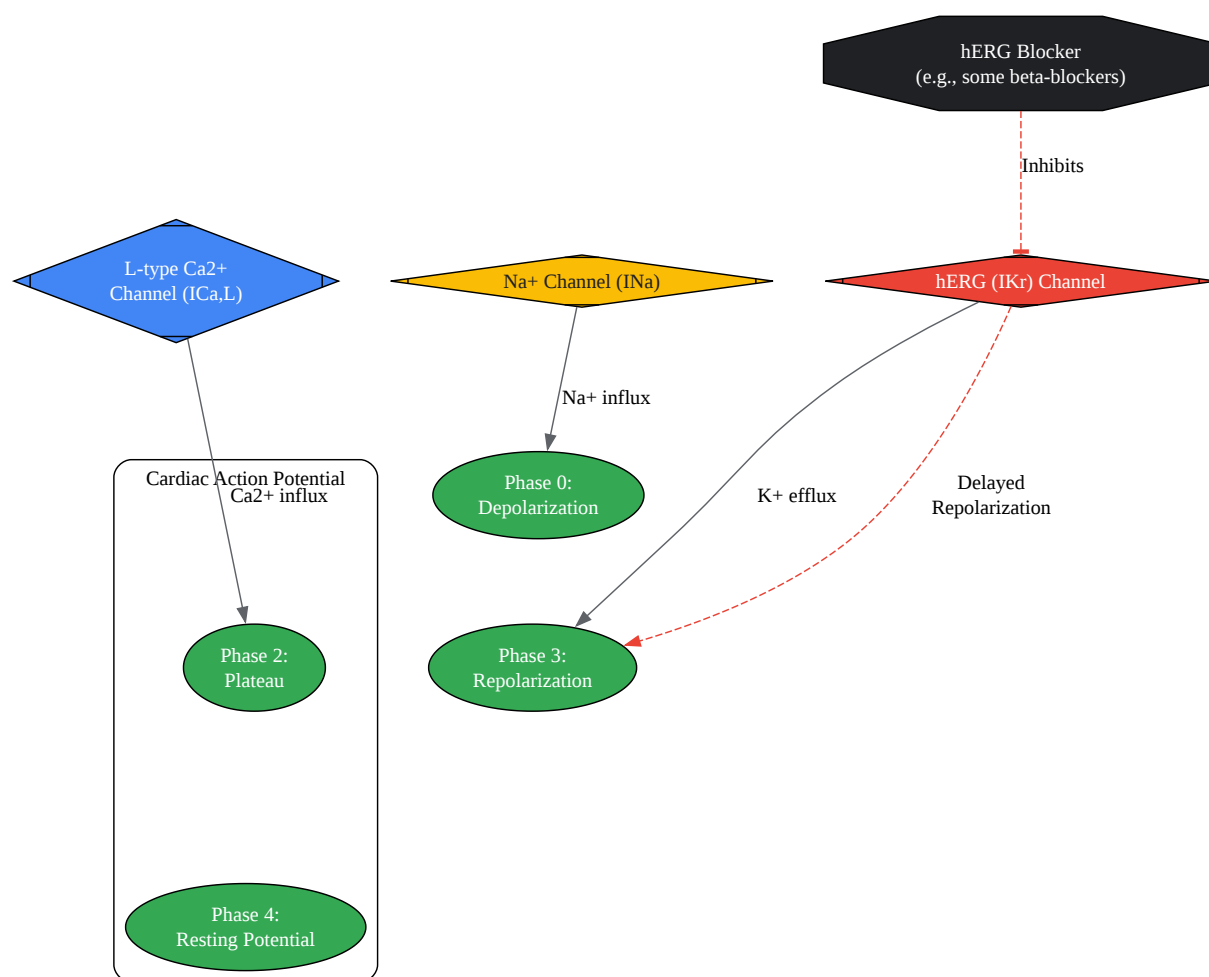 hERG Blocker
(e.g., some beta-blockers)
Inhibits
L-type Ca2+
Channel (ICa,L)
Na+ Channel (INa)
hERG (IKr) Channel
Na+ influx
Cardiac Action Potential
Ca2+ influx
Phase 0:
Depolarization
K+ efflux
Delayed
Repolarization
Phase 2:
Plateau
Phase 3:
Repolarization
Phase 4:
Resting Potential